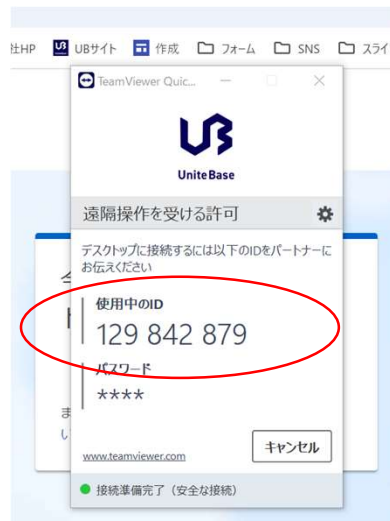 社HP UBサイト 作成 フォーム SNS スライ
TeamViewer Quic...
UB
UniteBase
遠隔操作を受ける許可
デスクトップに接続するには以下のIDをパートナーに
お伝えください
使用中のID
129 842 879
パスワード
****
www.teamviewer.com
キャンセル
接続準備完了（安全な接続）